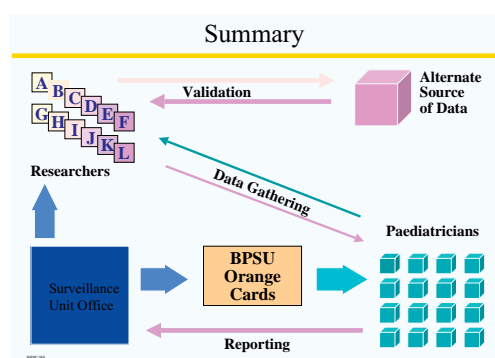 Summary
A
B
C
D
E
F
G
H
I
J
K
L
Researchers
Validation
Alternate
Source
of Data
Data Gathering
Paediatricians
Surveillance
Unit Office
BPSU
Orange
Cards
Reporting